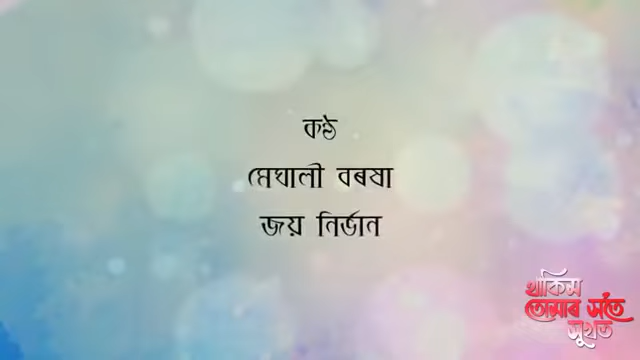 কণ্ঠ
মেঘালী বৰষা
জয় নিৰ্ভান
থাকিম
তোমাৰ সতে
সুখত